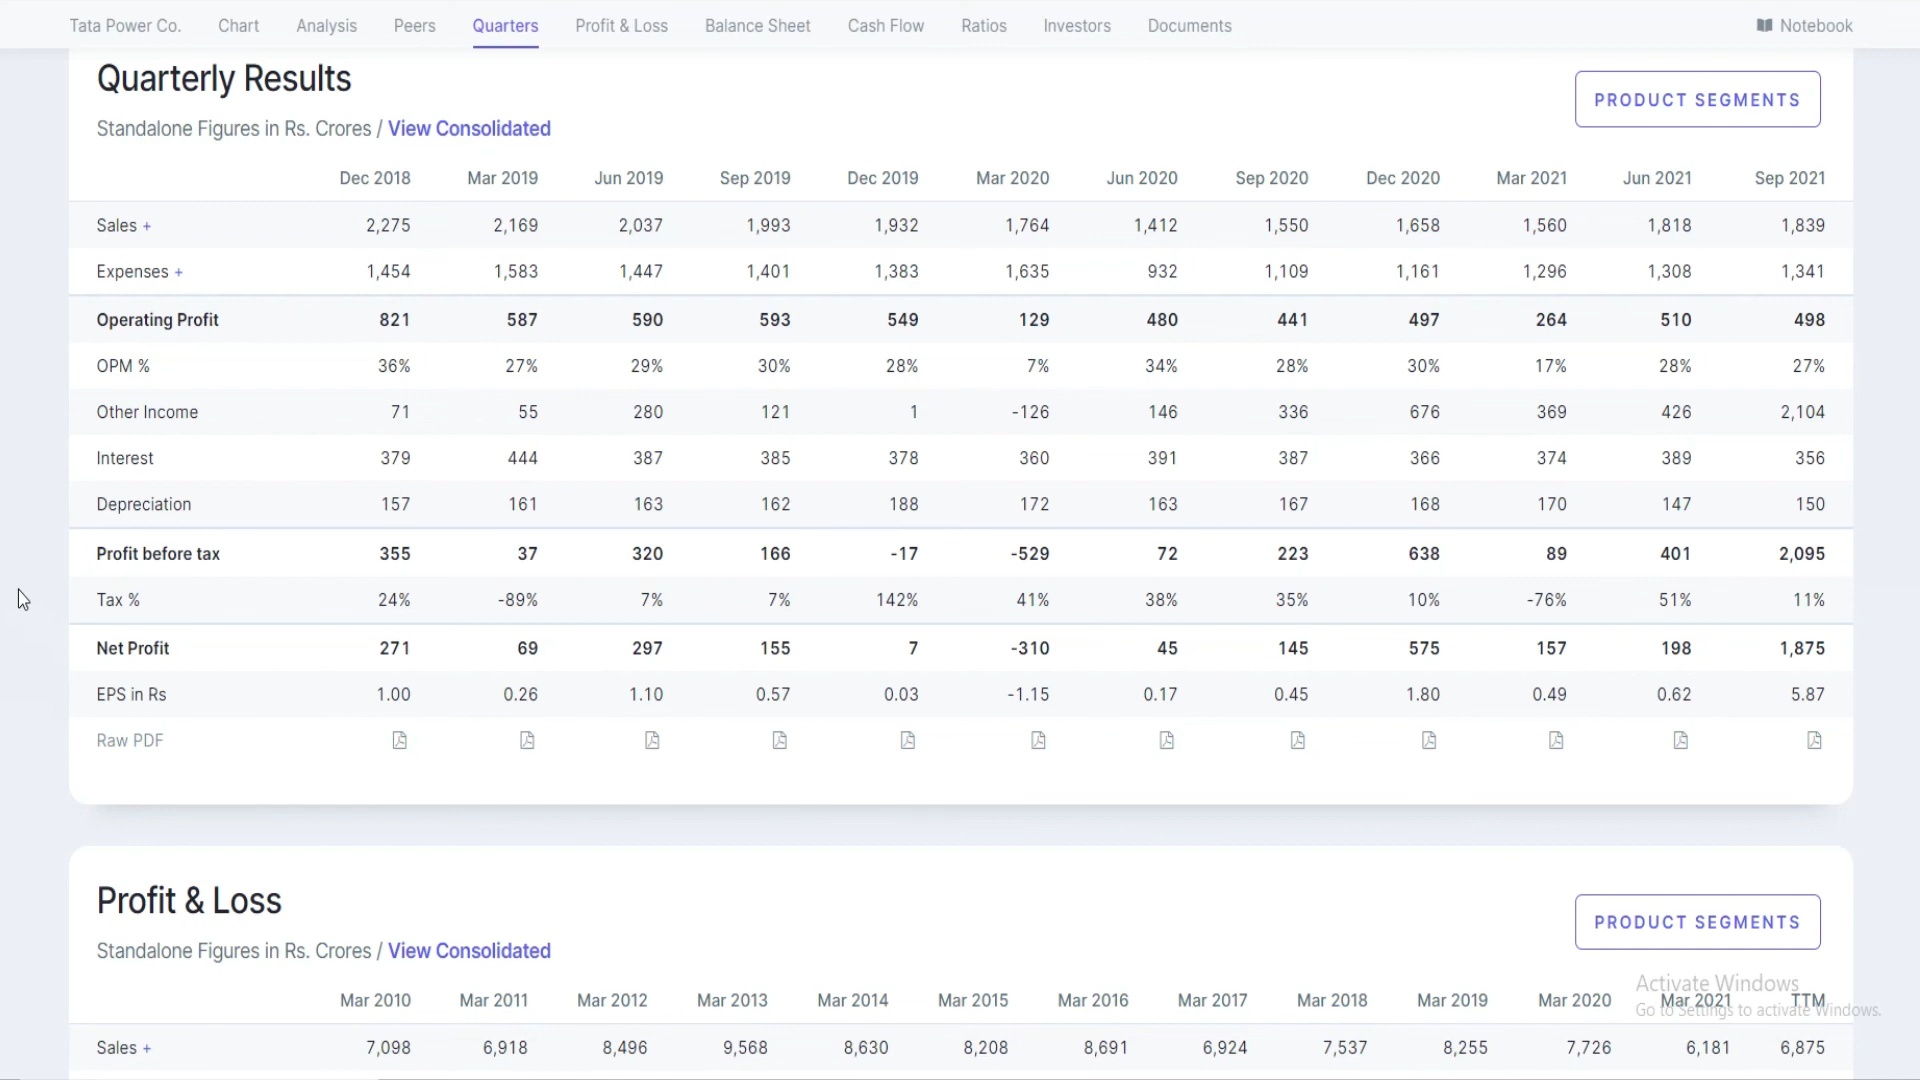 Tata Power Co. Chart Analysis Peers Quarters Profit & Loss Balance Sheet Cash Flow Ratios Investors Documents Notebook
Quarterly Results
PRODUCT SEGMENTS
Standalone Figures in Rs. Crores / View Consolidated
Dec 2018 Mar 2019 Jun 2019 Sep 2019 Dec 2019 Mar 2020 Jun 2020 Sep 2020 Dec 2020 Mar 2021 Jun 2021 Sep 2021
Sales + 2,275 2,169 2,037 1,993 1,932 1,764 1,412 1,550 1,658 1,560 1,818 1,839
Expenses + 1,454 1,583 1,447 1,401 1,383 1,635 932 1,109 1,161 1,296 1,308 1,341
Operating Profit 821 587 590 593 549 129 480 441 497 264 510 498
OPM % 36% 27% 29% 30% 28% 7% 34% 28% 30% 17% 28% 27%
Other Income 71 55 280 121 1 -126 146 336 676 369 426 2,104
Interest 379 444 387 385 378 360 391 387 366 374 389 356
Depreciation 157 161 163 162 188 172 163 167 168 170 147 150
Profit before tax 355 37 320 166 -17 -529 72 223 638 89 401 2,095
Tax % 24% -89% 7% 7% 142% 41% 38% 35% 10% -76% 51% 11%
Net Profit 271 69 297 155 7 -310 45 145 575 157 198 1,875
EPS in Rs 1.00 0.26 1.10 0.57 0.03 -1.15 0.17 0.45 1.80 0.49 0.62 5.87
Raw PDF
Profit & Loss
PRODUCT SEGMENTS
Standalone Figures in Rs. Crores / View Consolidated
Activate Windows
Mar 2010 Mar 2011 Mar 2012 Mar 2013 Mar 2014 Mar 2015 Mar 2016 Mar 2017 Mar 2018 Mar 2019 Mar 2020 Mar 2021 TTM
Go to Settings to activate Windows.
Sales + 7,098 6,918 8,496 9,568 8,630 8,208 8,691 6,924 7,537 8,255 7,726 6,181 6,875